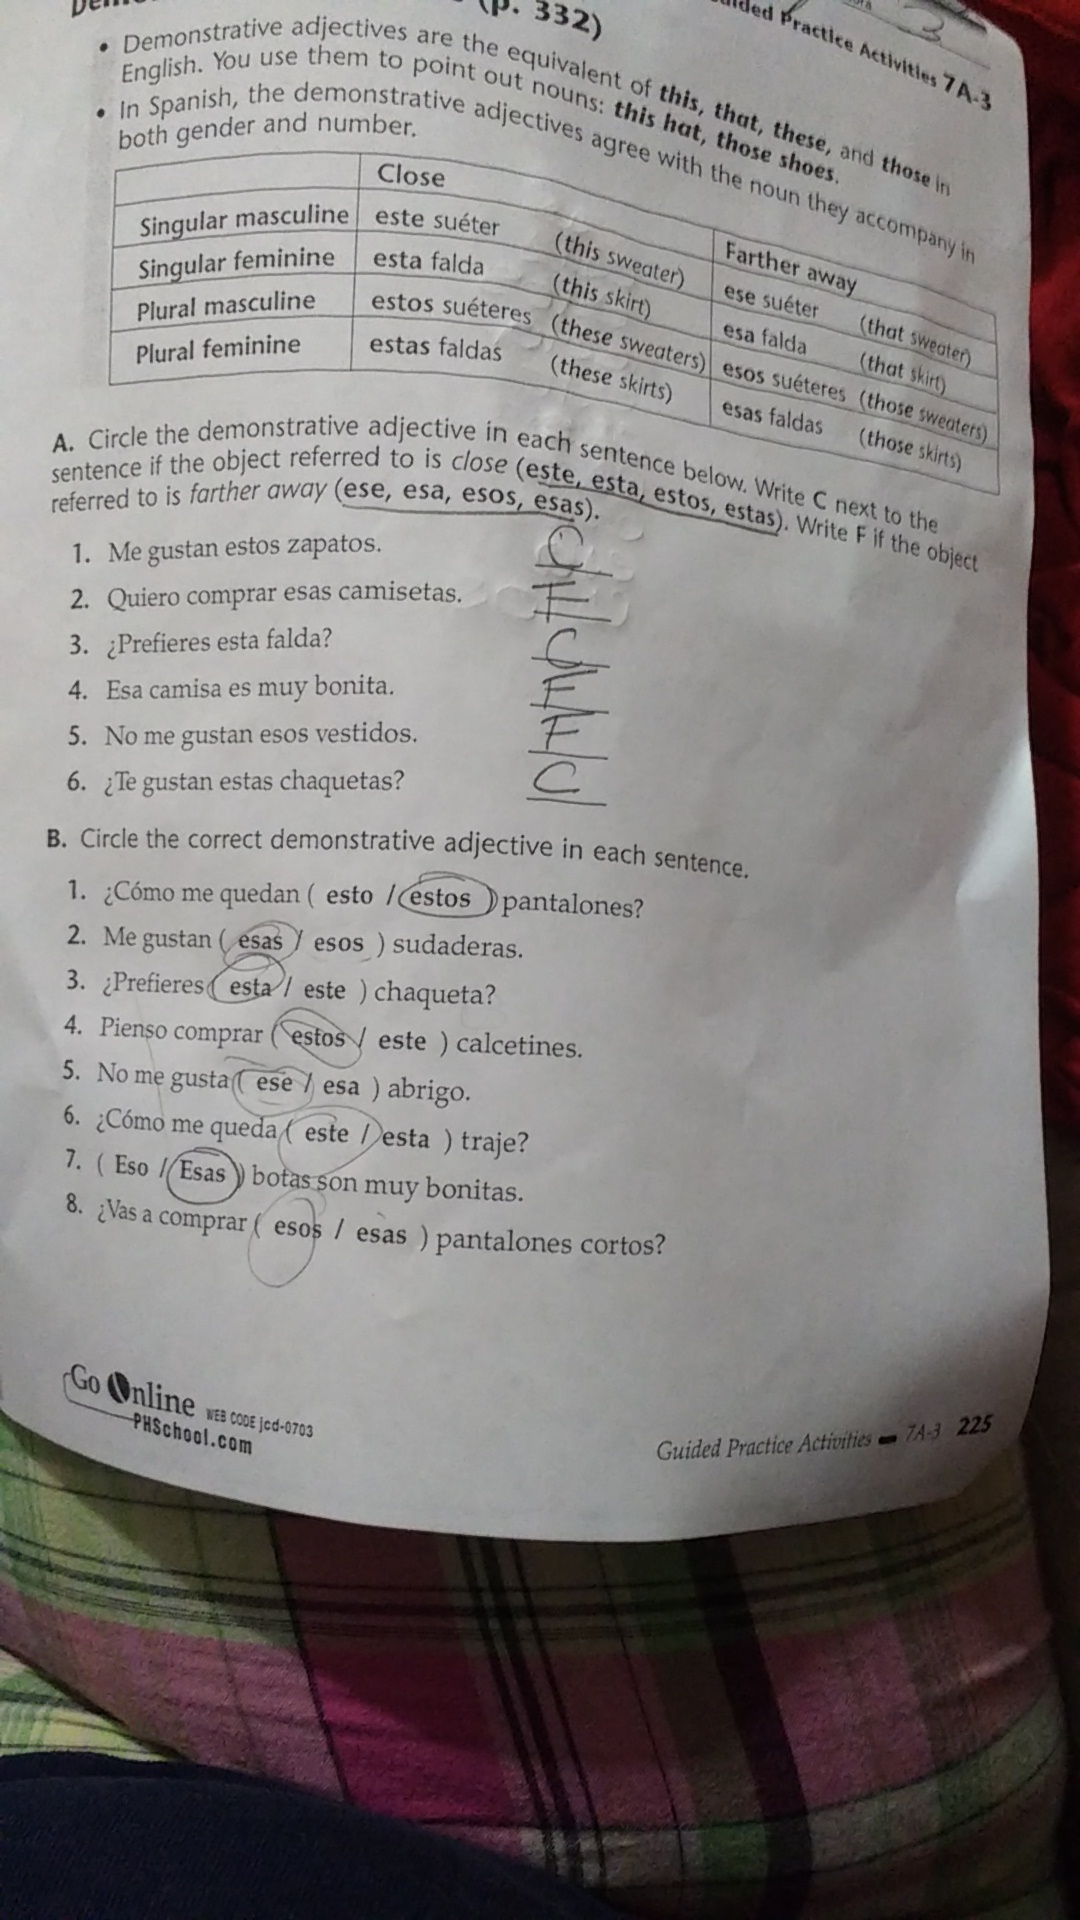 (p. 332)
Guided Practice Activities 7A-3
• Demonstrative adjectives are the equivalent of this, that, these, and those in
English. You use them to point out nouns: this hat, those shoes.
• In Spanish, the demonstrative adjectives agree with the noun they accompany in
both gender and number.
Close Farther away
Singular masculine este suéter (this sweater) ese suéter (that sweater)
Singular feminine esta falda (this skirt) esa falda (that skirt)
Plural masculine estos suéteres (these sweaters) esos suéteres (those sweaters)
Plural feminine estas faldas (these skirts) esas faldas (those skirts)
A. Circle the demonstrative adjective in each sentence below. Write C next to the
sentence if the object referred to is close (este, esta, estos, estas). Write F if the object
referred to is farther away (ese, esa, esos, esas).
1. Me gustan estos zapatos. C
2. Quiero comprar esas camisetas. F
3. ¿Prefieres esta falda? C
4. Esa camisa es muy bonita. F
5. No me gustan esos vestidos. F
6. ¿Te gustan estas chaquetas? C
B. Circle the correct demonstrative adjective in each sentence.
1. ¿Cómo me quedan ( esto / estos ) pantalones?
2. Me gustan ( esas / esos ) sudaderas.
3. ¿Prefieres ( esta / este ) chaqueta?
4. Pienso comprar ( estos / este ) calcetines.
5. No me gusta ( ese / esa ) abrigo.
6. ¿Cómo me queda ( este / esta ) traje?
7. ( Eso / Esas ) botas son muy bonitas.
8. ¿Vas a comprar ( esos / esas ) pantalones cortos?
Go Online WEB CODE jcd-0703
PHSchool.com
Guided Practice Activities — 7A-3 225